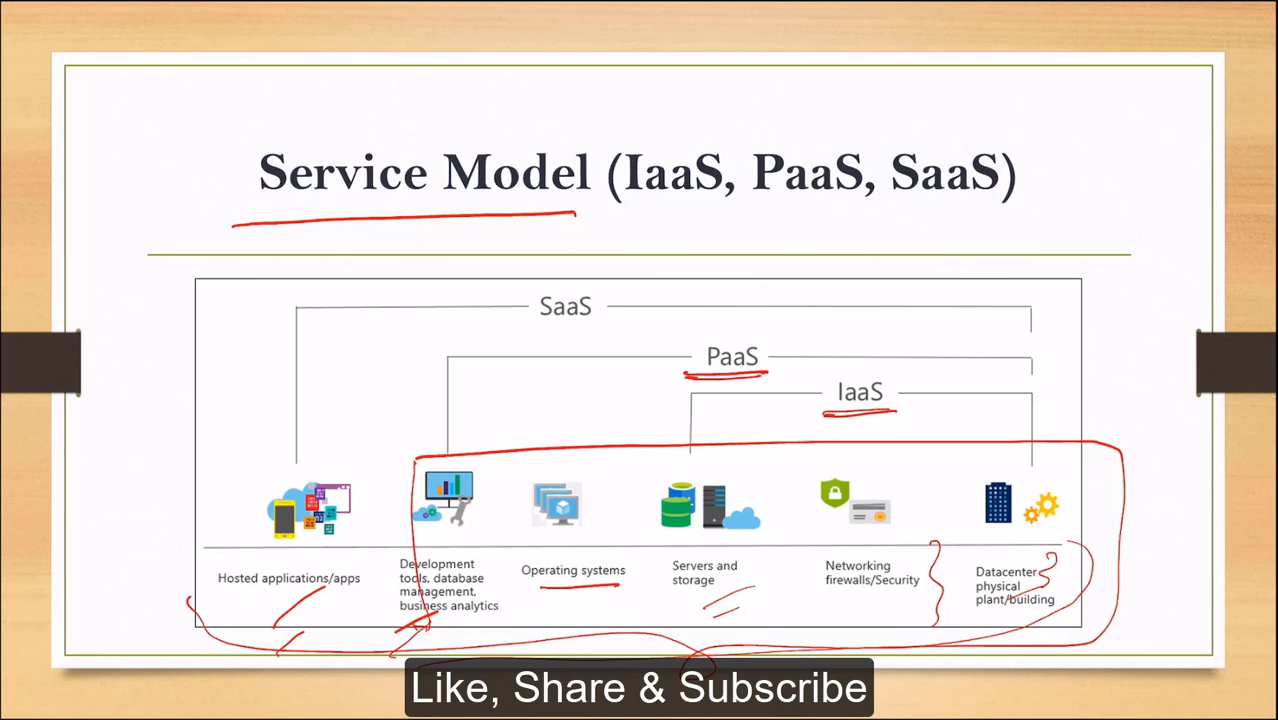 Service Model (IaaS, PaaS, SaaS)
SaaS
PaaS
IaaS
Hosted applications/apps
Development
tools, database
management,
business analytics
Operating systems
Servers and
storage
Networking
firewalls/Security
Datacenter
physical
plant/building
Like, Share & Subscribe